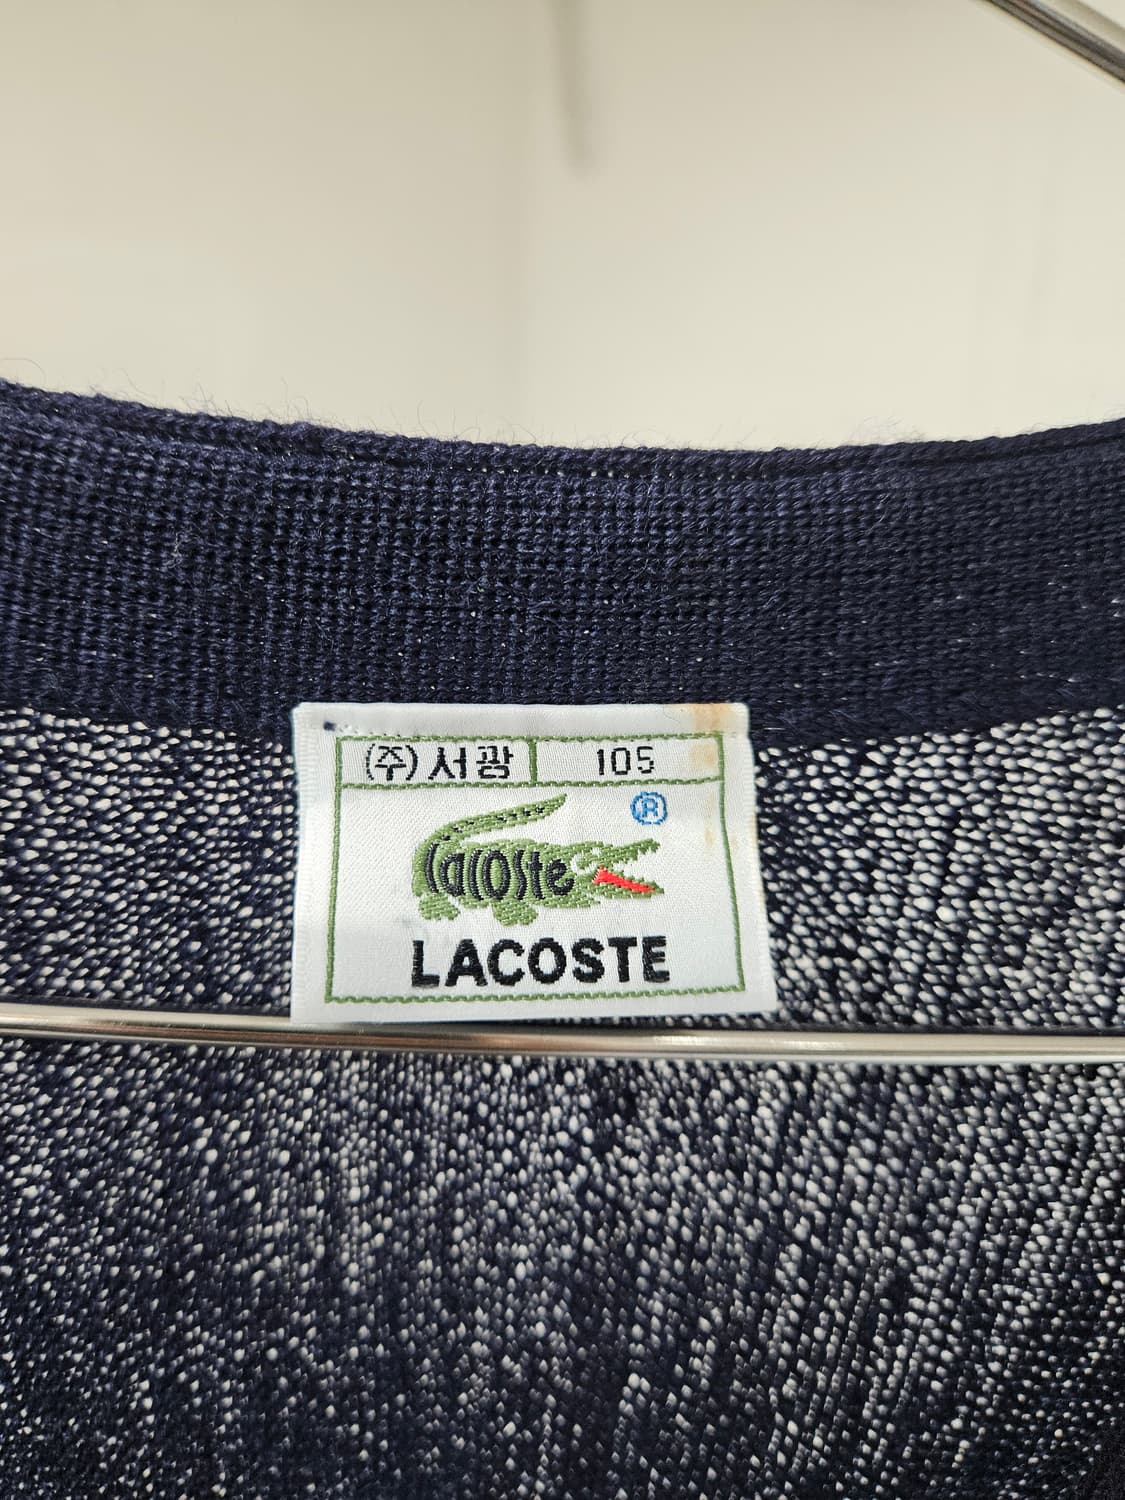 (주)서광 105
®
Lacoste
LACOSTE